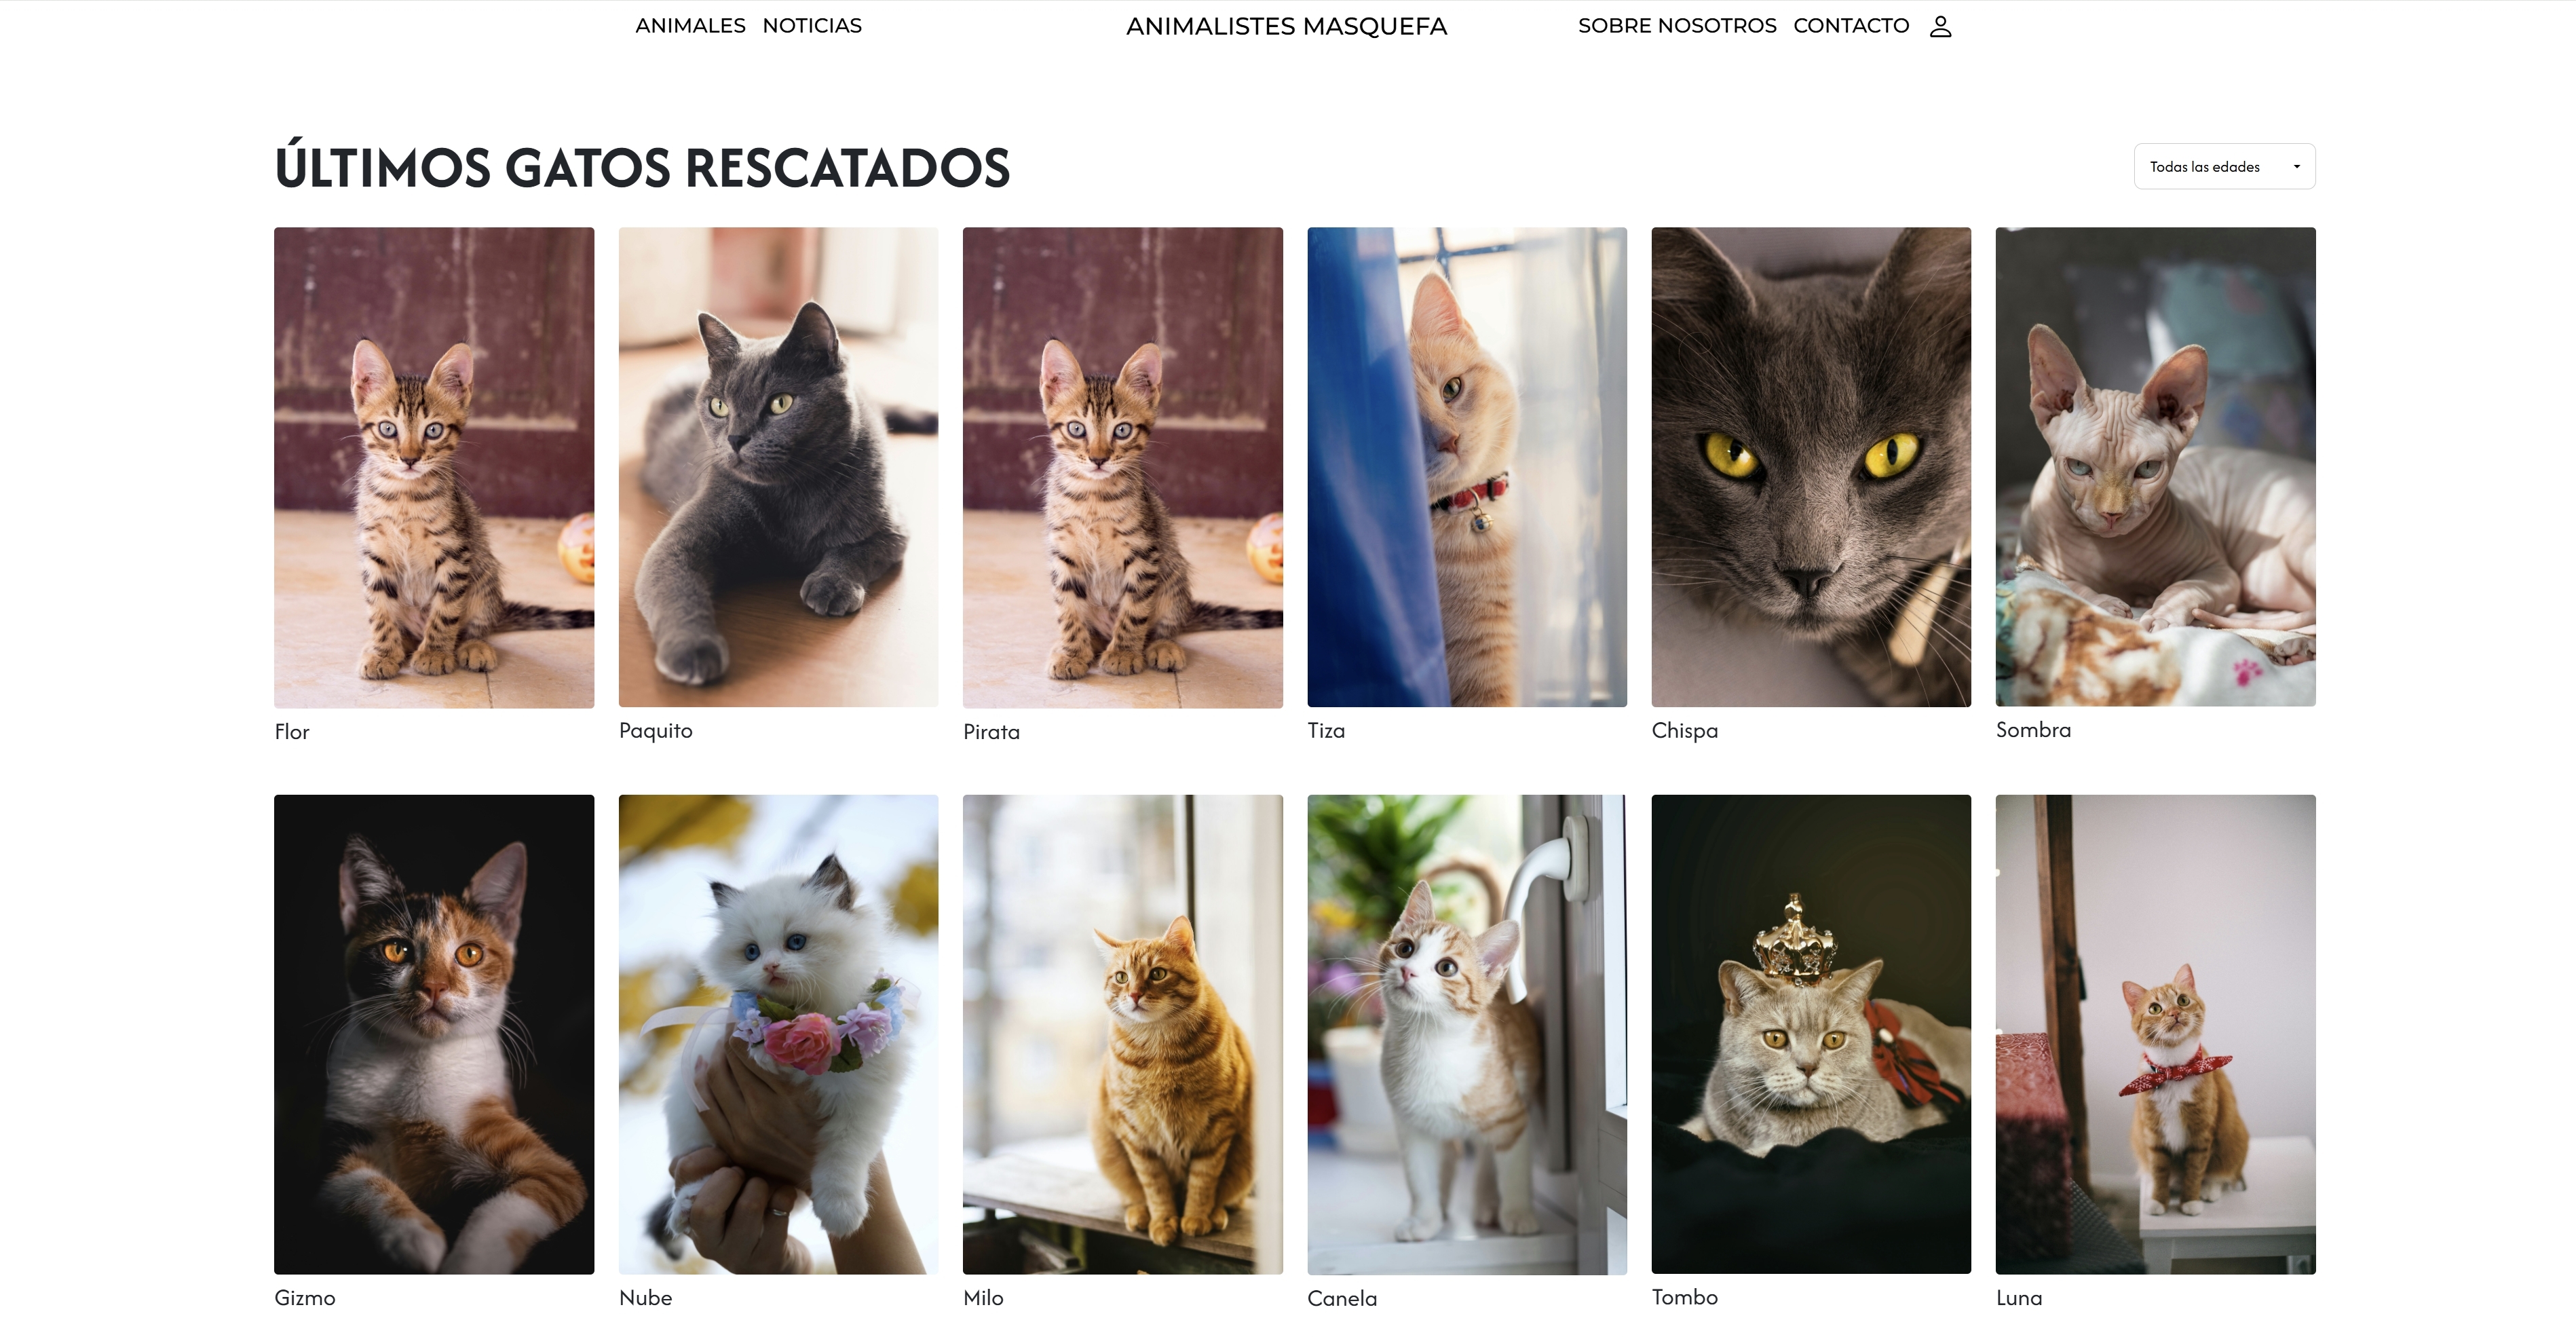 ANIMALES NOTICIAS ANIMALISTES MASQUEFA SOBRE NOSOTROS CONTACTO
ÚLTIMOS GATOS RESCATADOS
Todas las edades
Flor
Paquito
Pirata
Tiza
Chispa
Sombra
Gizmo
Nube
Milo
Canela
Tombo
Luna